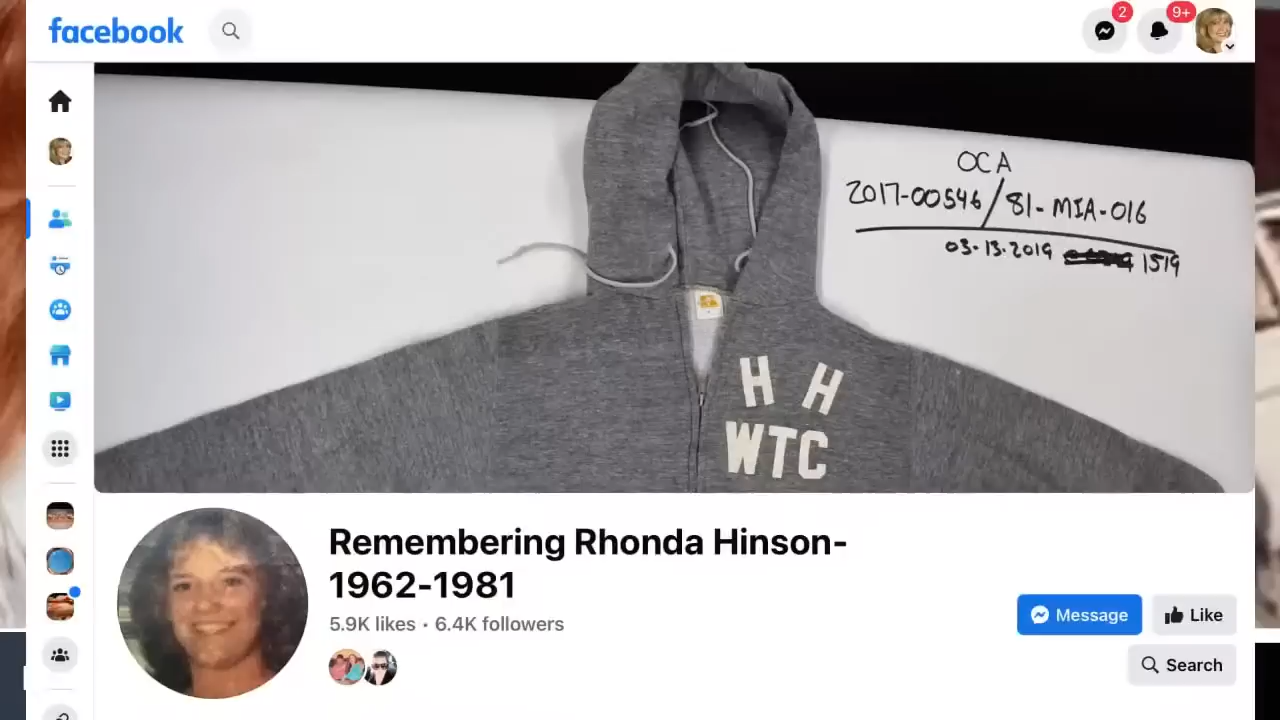 facebook
2
9+
OCA
2017-00546/81-MIA-016
03.13.2019 1519
H H
WTC
Remembering Rhonda Hinson-
1962-1981
5.9K likes · 6.4K followers
Message
Like
Search